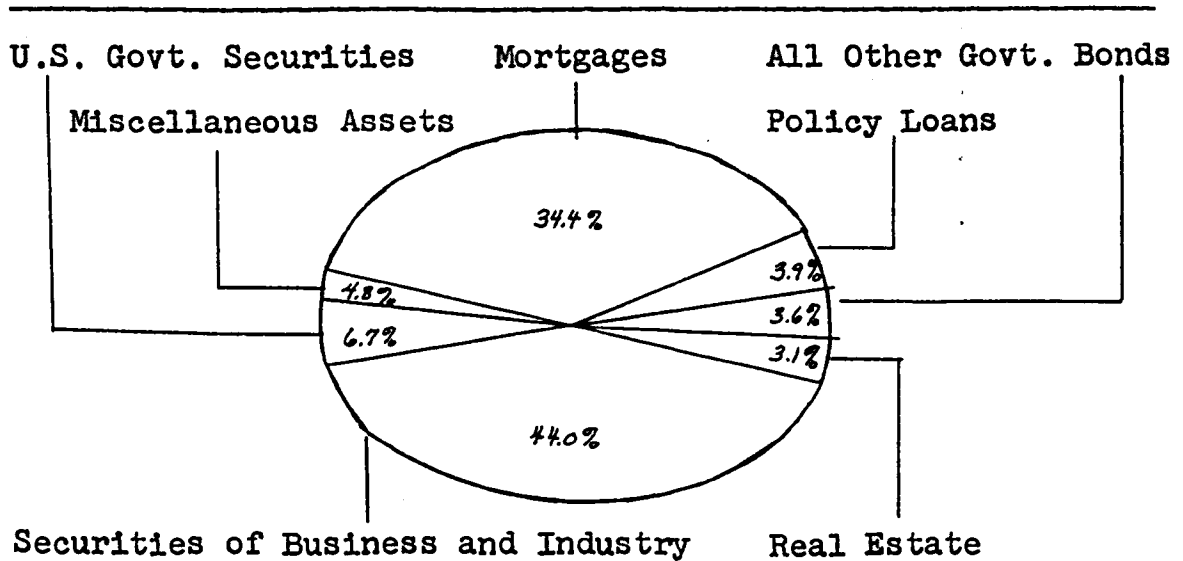 U.S. Govt. Securities Mortgages All Other Govt. Bonds
Miscellaneous Assets Policy Loans
34.4%
3.9%
4.8%
3.6%
6.7%
3.1%
44.0%
Securities of Business and Industry Real Estate